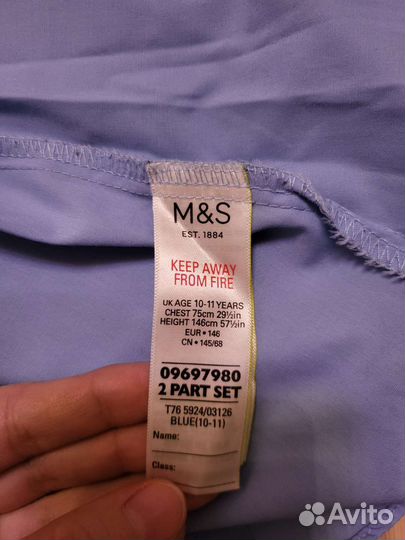 M&S
EST. 1884
KEEP AWAY
FROM FIRE
UK AGE 10-11 YEARS
CHEST 75cm 29½in
HEIGHT 146cm 57½in
EUR • 146
CN • 145/68
09697980
2 PART SET
T76 5924/03126
BLUE(10-11)
Name:
Class:
Avito